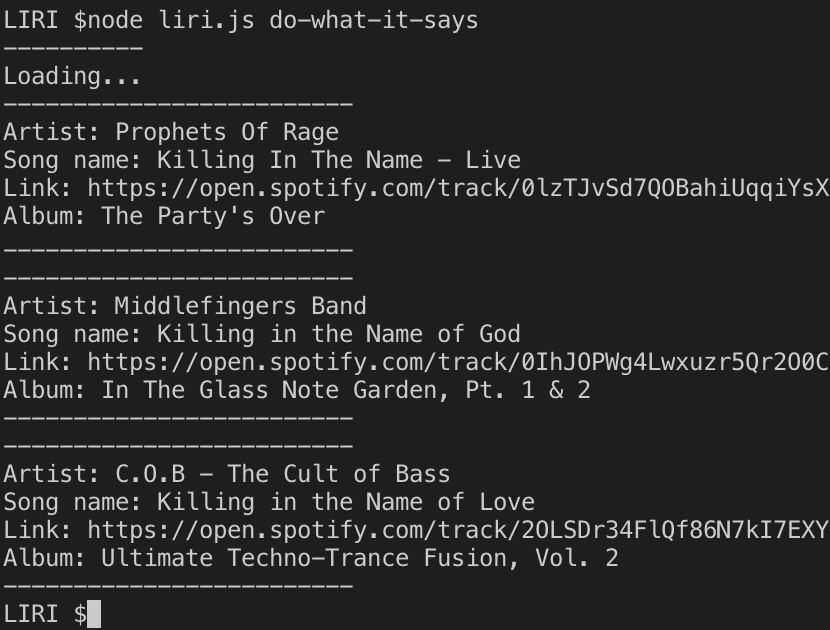 LIRI $node liri.js do-what-it-says
----------
Loading...
-------------------------
Artist: Prophets Of Rage
Song name: Killing In The Name - Live
Link: https://open.spotify.com/track/0lzTJvSd7QOBahiUqqiYsX
Album: The Party's Over
-------------------------
-------------------------
Artist: Middlefingers Band
Song name: Killing in the Name of God
Link: https://open.spotify.com/track/0IhJOPWg4Lwxuzr5Qr2O0C
Album: In The Glass Note Garden, Pt. 1 & 2
-------------------------
-------------------------
Artist: C.O.B - The Cult of Bass
Song name: Killing in the Name of Love
Link: https://open.spotify.com/track/2OLSDr34FlQf86N7kI7EXY
Album: Ultimate Techno-Trance Fusion, Vol. 2
-------------------------
LIRI $